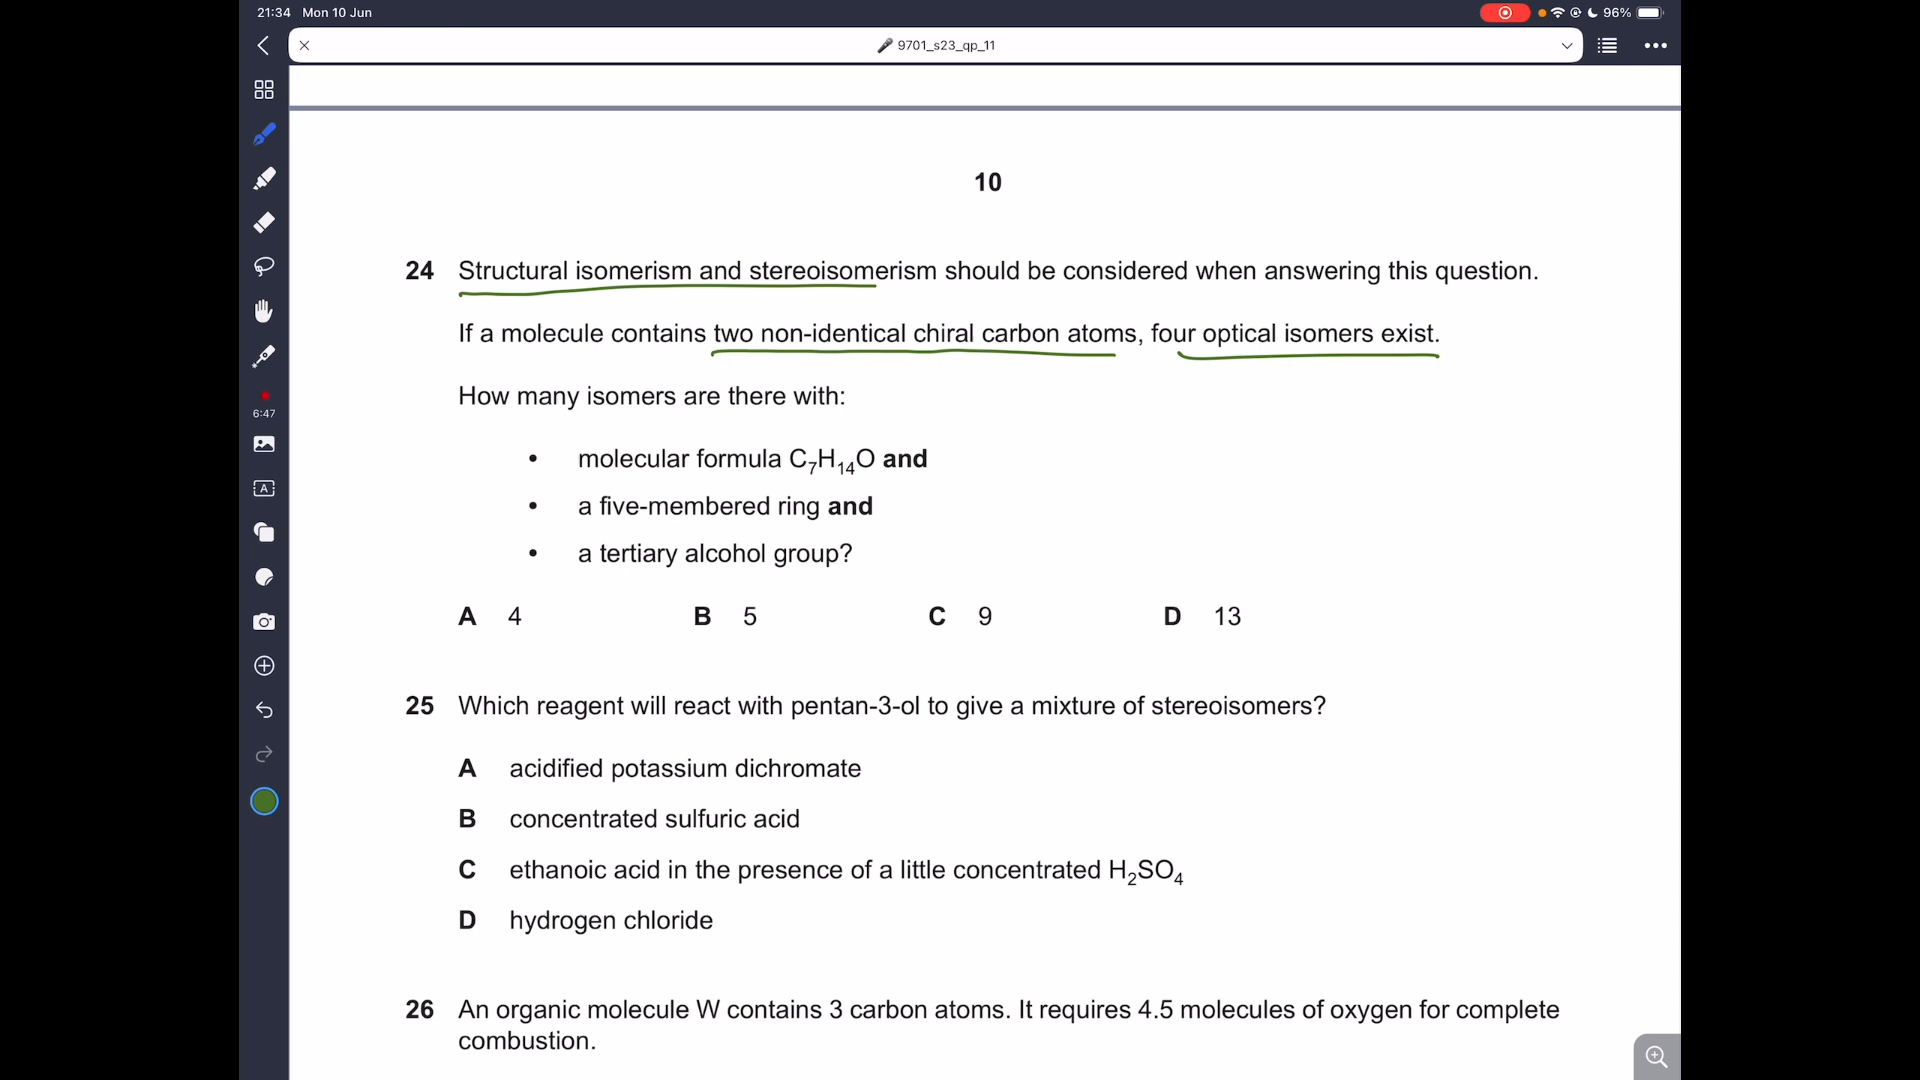 21:34 Mon 10 Jun
96%
9701_s23_qp_11
6:47
10
24 Structural isomerism and stereoisomerism should be considered when answering this question.
If a molecule contains two non-identical chiral carbon atoms, four optical isomers exist.
How many isomers are there with:
• molecular formula C₇H₁₄O and
• a five-membered ring and
• a tertiary alcohol group?
A 4 B 5 C 9 D 13
25 Which reagent will react with pentan-3-ol to give a mixture of stereoisomers?
A acidified potassium dichromate
B concentrated sulfuric acid
C ethanoic acid in the presence of a little concentrated H₂SO₄
D hydrogen chloride
26 An organic molecule W contains 3 carbon atoms. It requires 4.5 molecules of oxygen for complete
combustion.